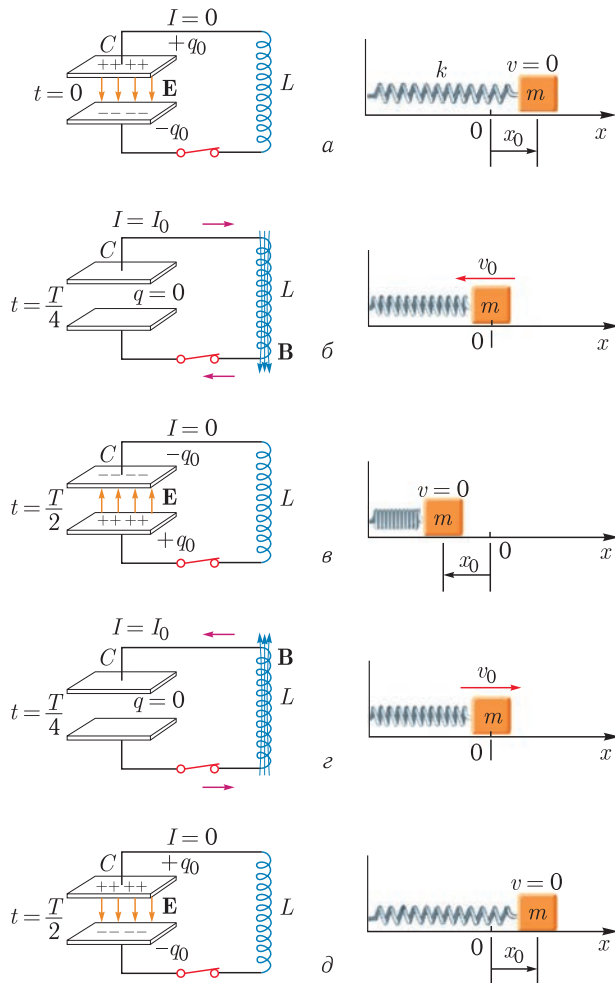 I = 0
C
+q₀
++++
t = 0
E
L
− − − −
−q₀
а
k
v = 0
m
0
x₀
x
I = I₀
C
t = T/4
q = 0
L
B
б
v₀
m
0
x
I = 0
C
−q₀
− − − −
t = T/2
E
L
++++
+q₀
в
v = 0
m
0
x₀
x
I = I₀
C
B
t = T/4
q = 0
L
г
v₀
m
0
x
I = 0
C
+q₀
++++
t = T/2
E
L
− − − −
−q₀
д
v = 0
m
0
x₀
x